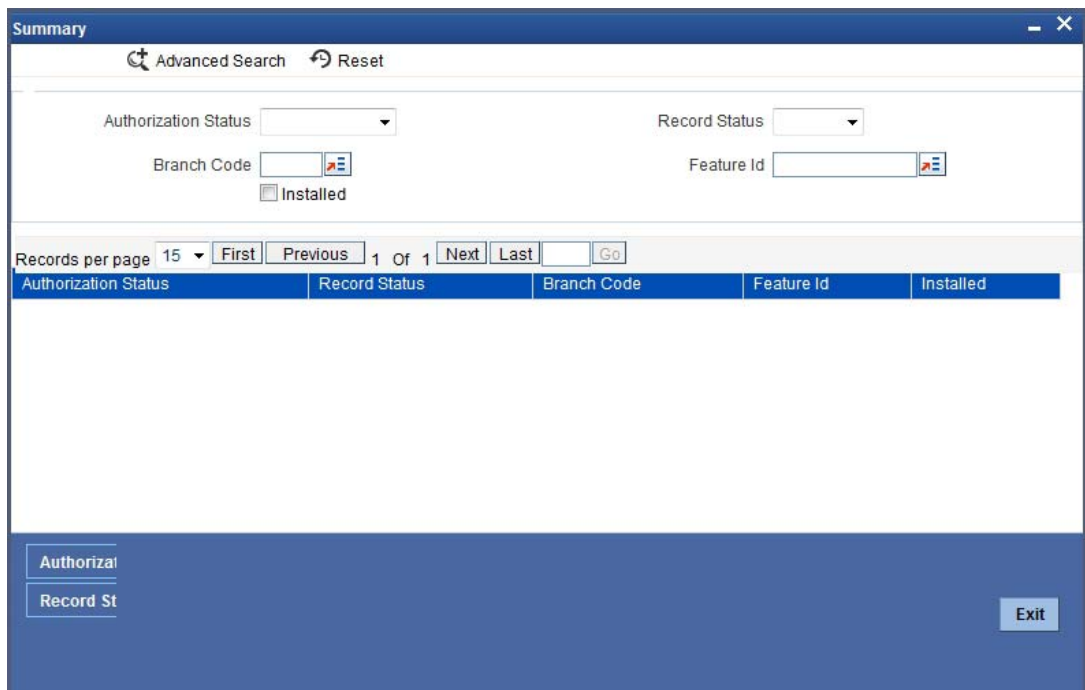 Summary
Advanced Search Reset
Authorization Status Record Status
Branch Code Feature Id
Installed
Records per page 15 First Previous 1 Of 1 Next Last Go
Authorization Status Record Status Branch Code Feature Id Installed
Authorizat
Record St
Exit